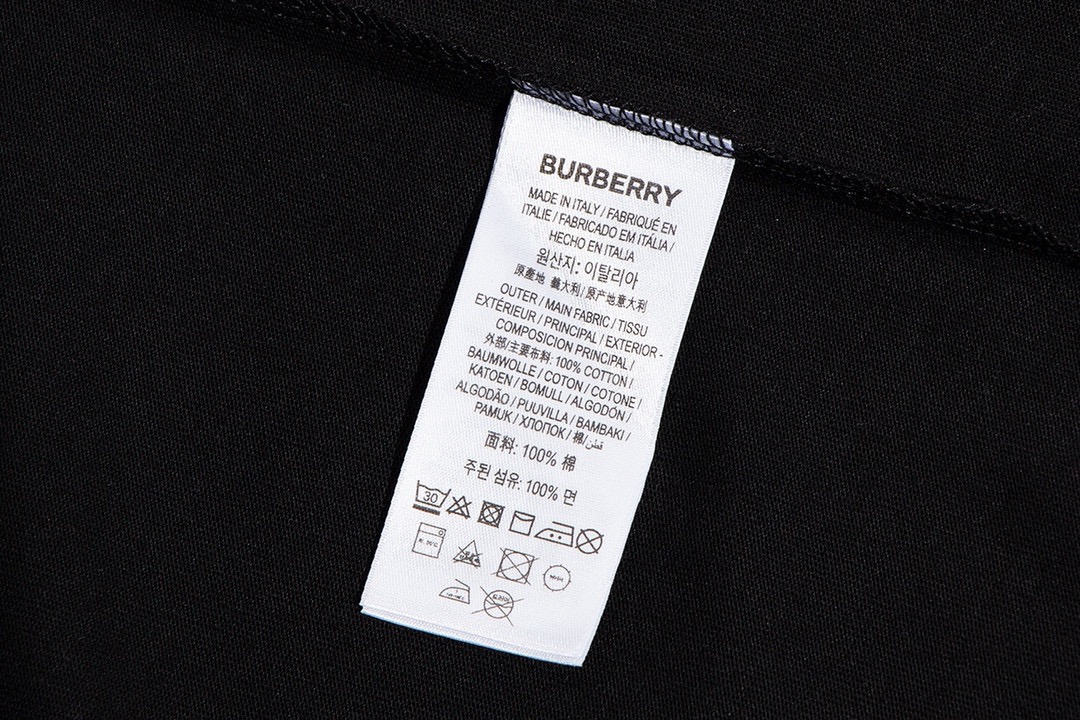 BURBERRY
MADE IN ITALY / FABRIQUÉ EN
ITALIE / FABRICADO EM ITÁLIA /
HECHO EN ITALIA
원산지: 이탈리아
原產地 義大利/原产地意大利
OUTER / MAIN FABRIC / TISSU
EXTÉRIEUR / PRINCIPAL / EXTERIOR -
COMPOSICION PRINCIPAL /
外部/主要布料: 100% COTTON /
BAUMWOLLE / COTON / COTONE /
KATOEN / BOMULL / ALGODÓN /
ALGODÃO / PUUVILLA / BAMBAKI /
PAMUK / ХЛОПОК / 棉/قطن
面料: 100% 棉
주된 섬유: 100% 면
30